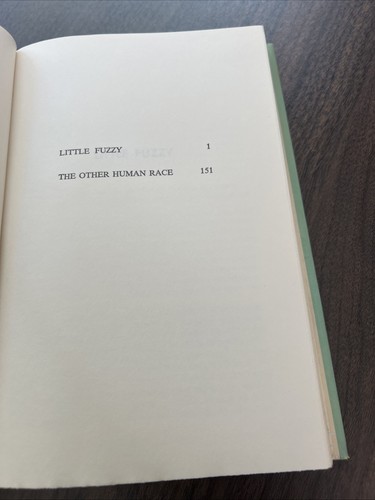 LITTLE FUZZY 1
THE OTHER HUMAN RACE 151